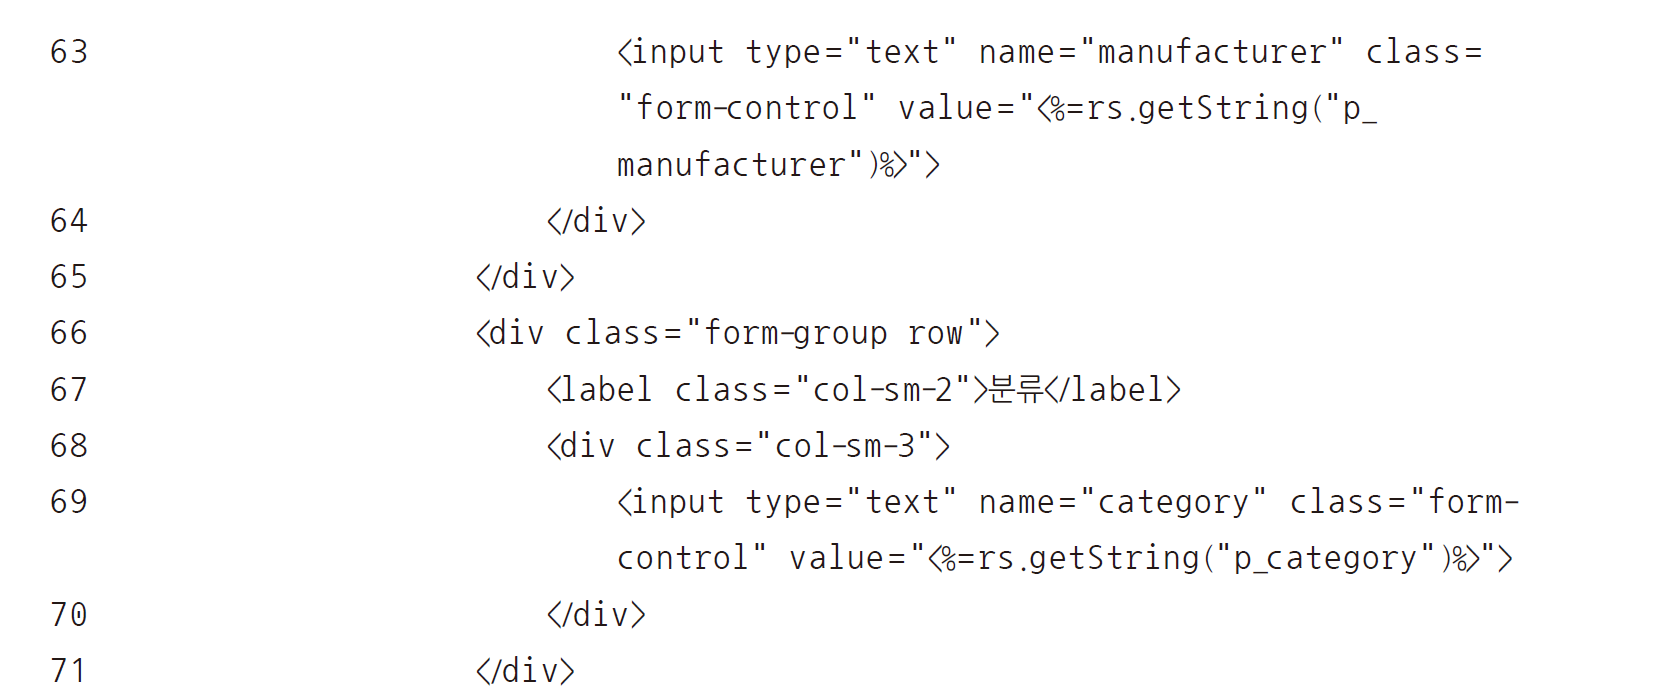 63 <input type="text" name="manufacturer" class=
"form-control" value="<%=rs.getString("p_
manufacturer")%>">
64 </div>
65 </div>
66 <div class="form-group row">
67 <label class="col-sm-2">분류</label>
68 <div class="col-sm-3">
69 <input type="text" name="category" class="form-
control" value="<%=rs.getString("p_category")%>">
70 </div>
71 </div>